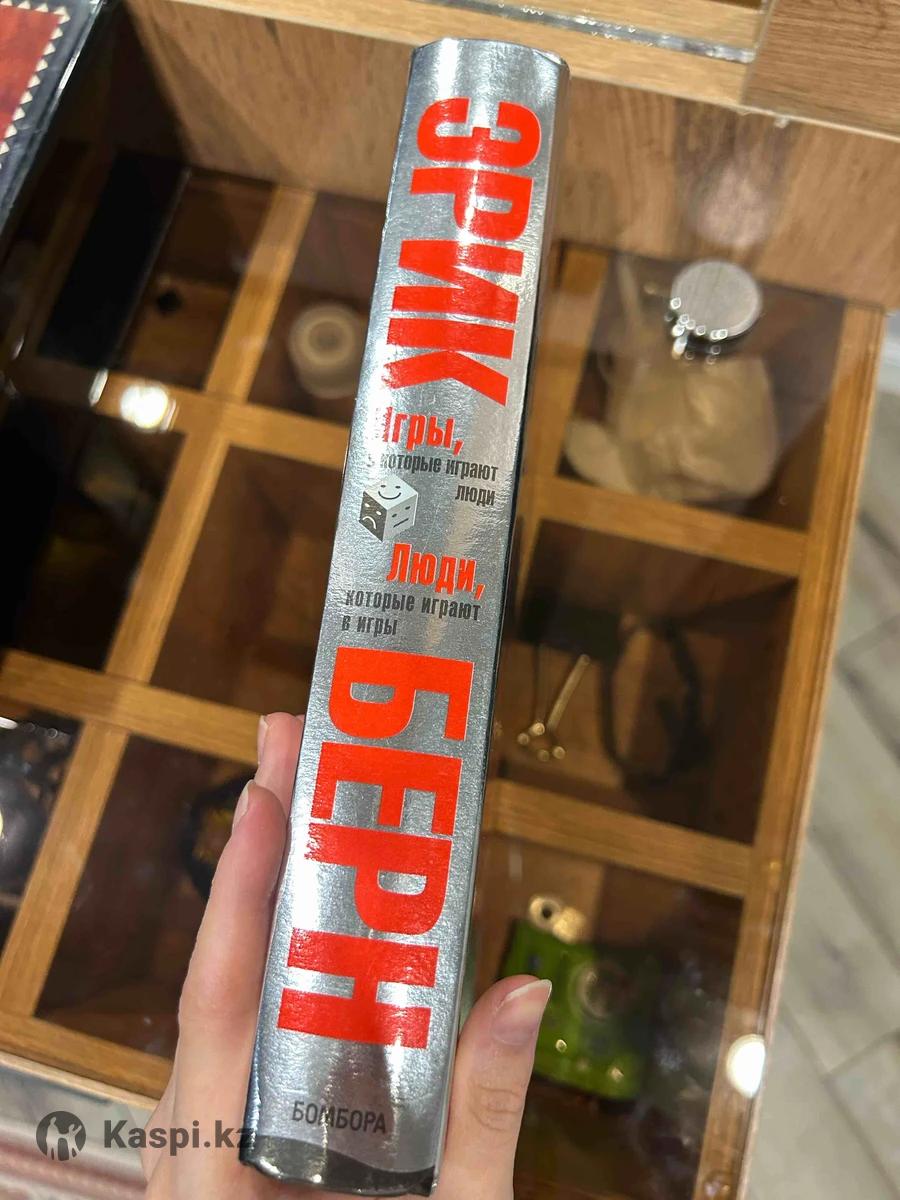 ЭРИК
Игры,
в которые играют
люди
Люди,
которые играют
в игры
БЕРН
БОМБОРА
Kaspi.kz